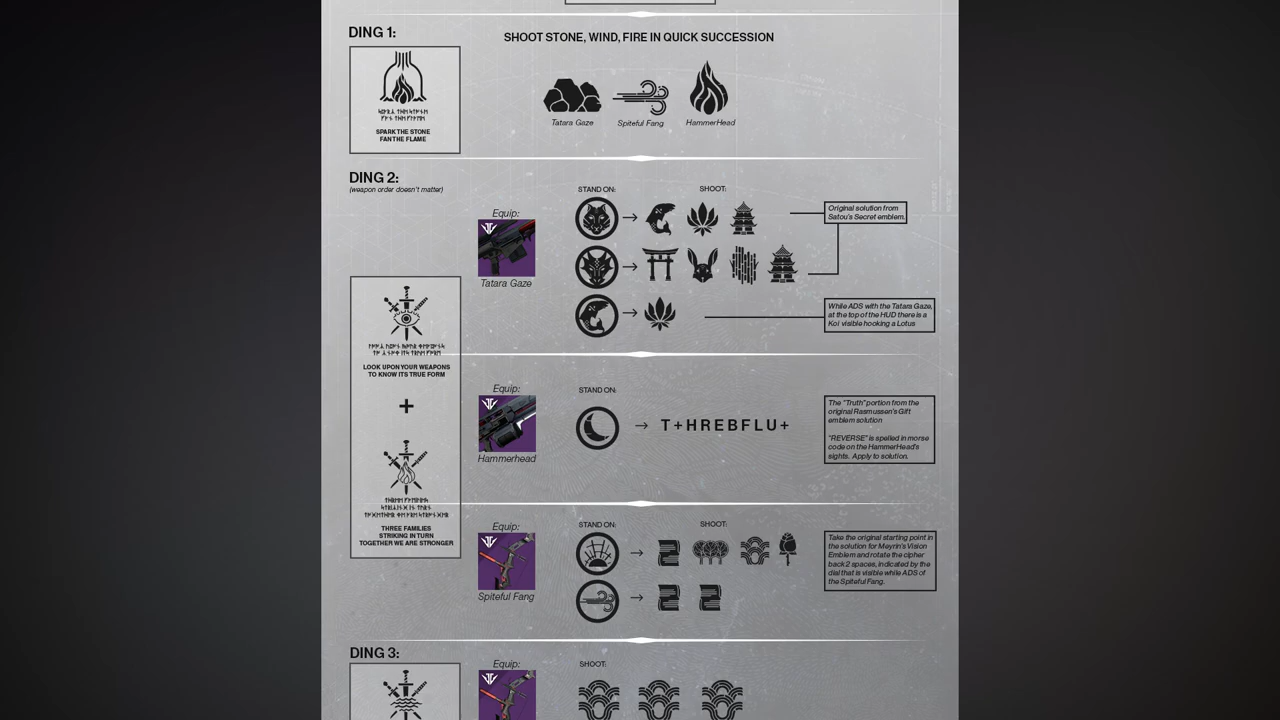 DING 1:
SHOOT STONE, WIND, FIRE IN QUICK SUCCESSION
SPARK THE STONE
FAN THE FLAME
Tatara Gaze
Spiteful Fang
HammerHead
DING 2:
(weapon order doesn't matter)
STAND ON:
SHOOT:
Equip:
Tatara Gaze
Original solution from
Satou's Secret emblem.
While ADS with the Tatara Gaze,
at the top of the HUD there is a
Koi visible hooking a Lotus
LOOK UPON YOUR WEAPONS
TO KNOW ITS TRUE FORM
+
THREE FAMILIES
STRIKING IN TURN
TOGETHER WE ARE STRONGER
Equip:
Hammerhead
STAND ON:
T+HREBFLU+
The "Truth" portion from the
original Rasmussen's Gift
emblem solution
"REVERSE" is spelled in morse
code on the HammerHead's
sights. Apply to solution.
Equip:
Spiteful Fang
STAND ON:
SHOOT:
Take the original starting point in
the solution for Meyrin's Vision
Emblem and rotate the cipher
back 2 spaces, indicated by the
dial that is visible while ADS of
the Spiteful Fang.
DING 3:
Equip:
SHOOT: